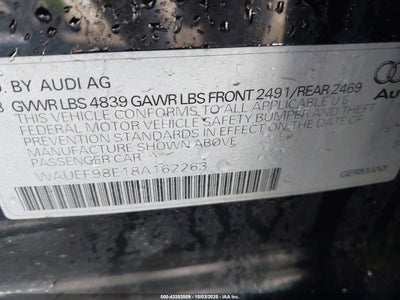 D. BY AUDI AG
GVWR LBS 4839 GAWR LBS FRONT 2491/REAR 2469
THIS VEHICLE CONFORMS TO ALL APPLICABLE U S
FEDERAL MOTOR VEHICLE SAFETY BUMPER AND THEFT
STANDARDS IN EFFECT ON THE DATE OF
MANUFACTURE SHOWN ABOVE
PASSENGER CAR
WAUEF98E18A162263
GERMANY
43353509 - 10/03/2025 - IAA Inc.